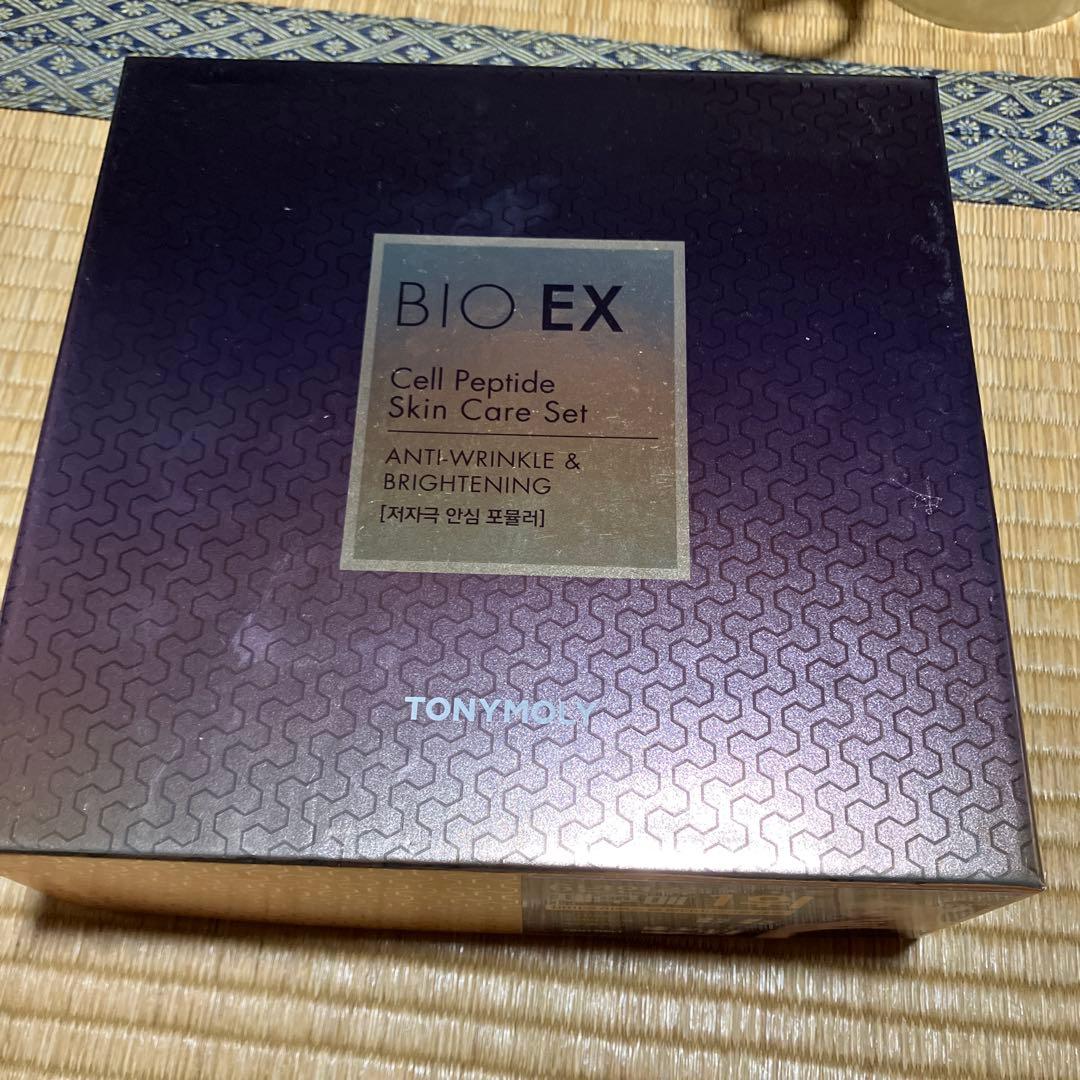 BIO EX
Cell Peptide
Skin Care Set
ANTI-WRINKLE &
BRIGHTENING
[저자극 안심 포뮬러]
TONYMOLY